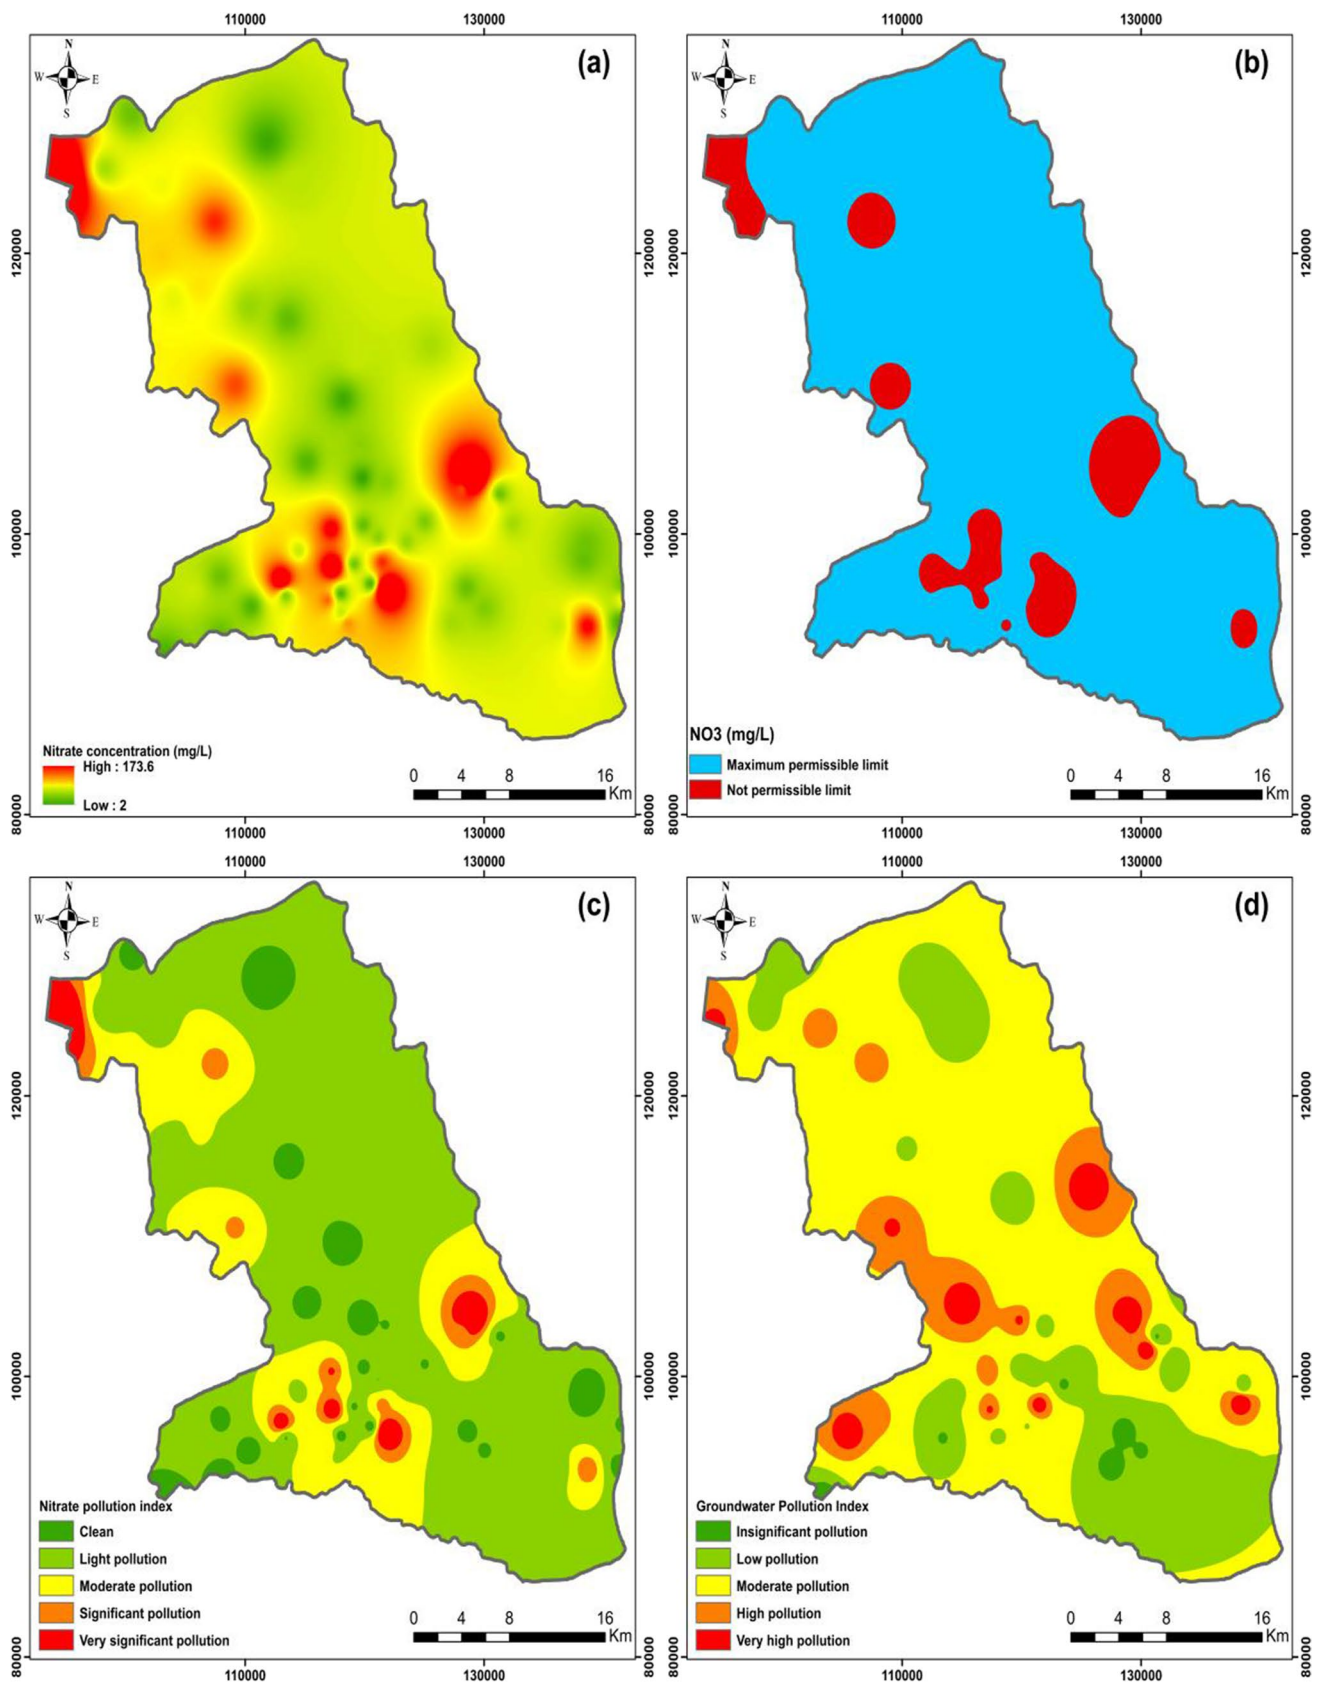 110000 130000 110000 130000
N
W E
S
(a)
N
W E
S
(b)
120000 120000 120000 120000
100000 100000 100000 100000
80000 80000 80000 80000
Nitrate concentration (mg/L)
High : 173.6
Low : 2
0 4 8 16
Km
NO3 (mg/L)
Maximum permissible limit
Not permissible limit
0 4 8 16
Km
110000 130000 110000 130000
110000 130000 110000 130000
N
W E
S
(c)
N
W E
S
(d)
120000 120000 120000 120000
100000 100000 100000 100000
80000 80000 80000 80000
Nitrate pollution index
Clean
Light pollution
Moderate pollution
Significant pollution
Very significant pollution
0 4 8 16
Km
Groundwater Pollution Index
Insignificant pollution
Low pollution
Moderate pollution
High pollution
Very high pollution
0 4 8 16
Km
110000 130000 110000 130000